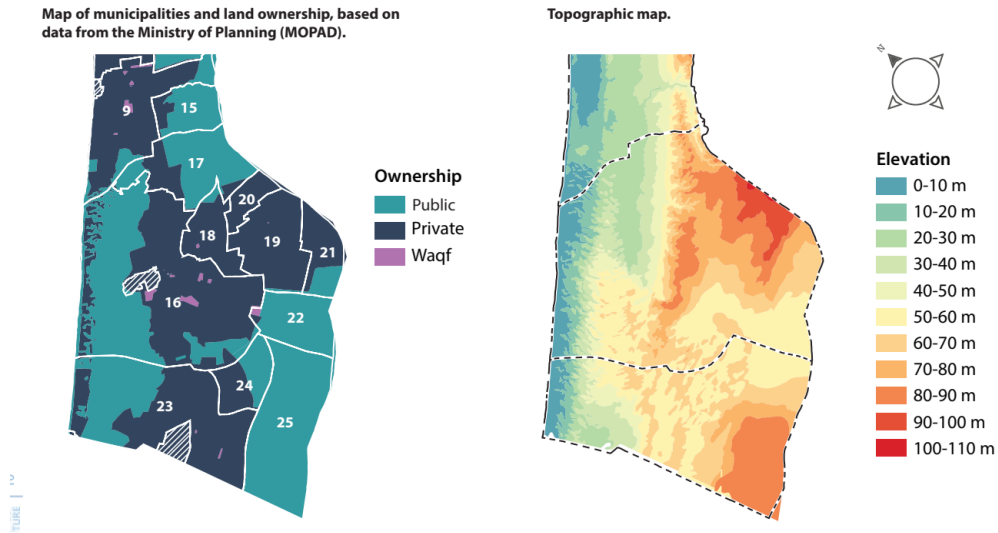 Map of municipalities and land ownership, based on
data from the Ministry of Planning (MOPAD).
9
15
17
20
18
19
21
16
22
24
23
25
Ownership
Public
Private
Waqf
Topographic map.
N
Elevation
0-10 m
10-20 m
20-30 m
30-40 m
40-50 m
50-60 m
60-70 m
70-80 m
80-90 m
90-100 m
100-110 m
TURE |